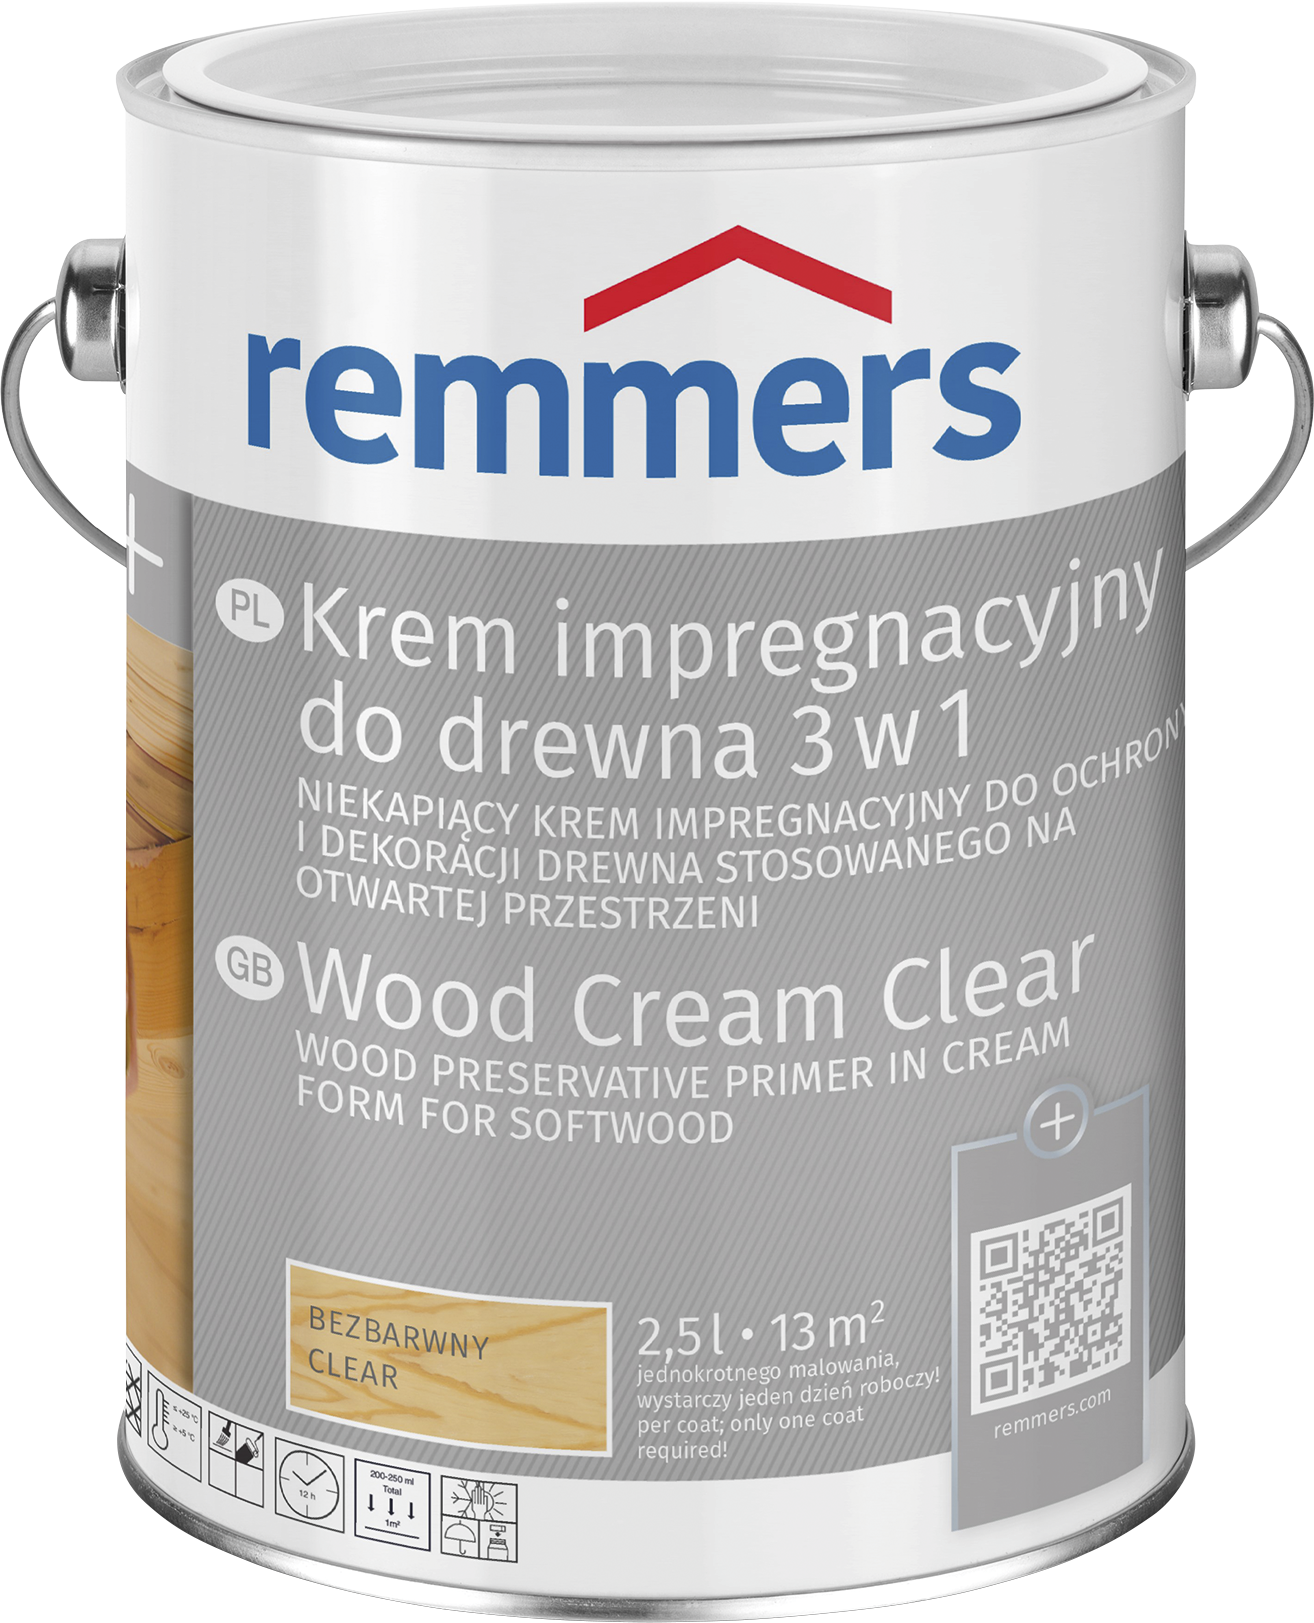 remmers
+
PL Krem impregnacyjny
do drewna 3 w 1
NIEKAPIĄCY KREM IMPREGNACYJNY DO OCHRONY
I DEKORACJI DREWNA STOSOWANEGO NA
OTWARTEJ PRZESTRZENI
GB Wood Cream Clear
WOOD PRESERVATIVE PRIMER IN CREAM
FORM FOR SOFTWOOD
+
BEZBARWNY
CLEAR
2,5 l • 13 m²
jednokrotnego malowania,
wystarczy jeden dzień roboczy!
per coat; only one coat
required!
remmers.com
≤ +25 °C
≥ +5 °C
12 h
200-250 ml
Total
1m²